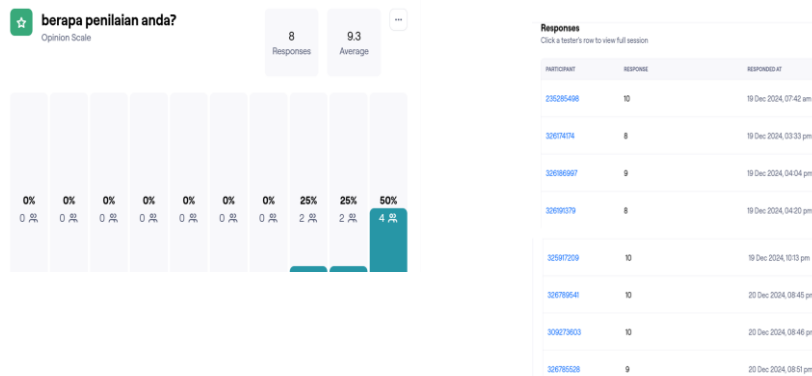 berapa penilaian anda?
Opinion Scale
8
Responses
9.3
Average
0% 0% 0% 0% 0% 0% 0% 25% 25% 50%
0 0 0 0 0 0 0 2 2 4
Responses
Click a tester's row to view full session
PARTICIPANT RESPONSE RESPONDED AT
235285498 10 19 Dec 2024, 07:42 am
326174174 8 19 Dec 2024, 03:33 pm
326186997 9 19 Dec 2024, 04:04 pm
326191379 8 19 Dec 2024, 04:20 pm
325917209 10 19 Dec 2024, 10:13 pm
326789541 10 20 Dec 2024, 08:45 pm
309273603 10 20 Dec 2024, 08:46 pm
326785528 9 20 Dec 2024, 08:51 pm